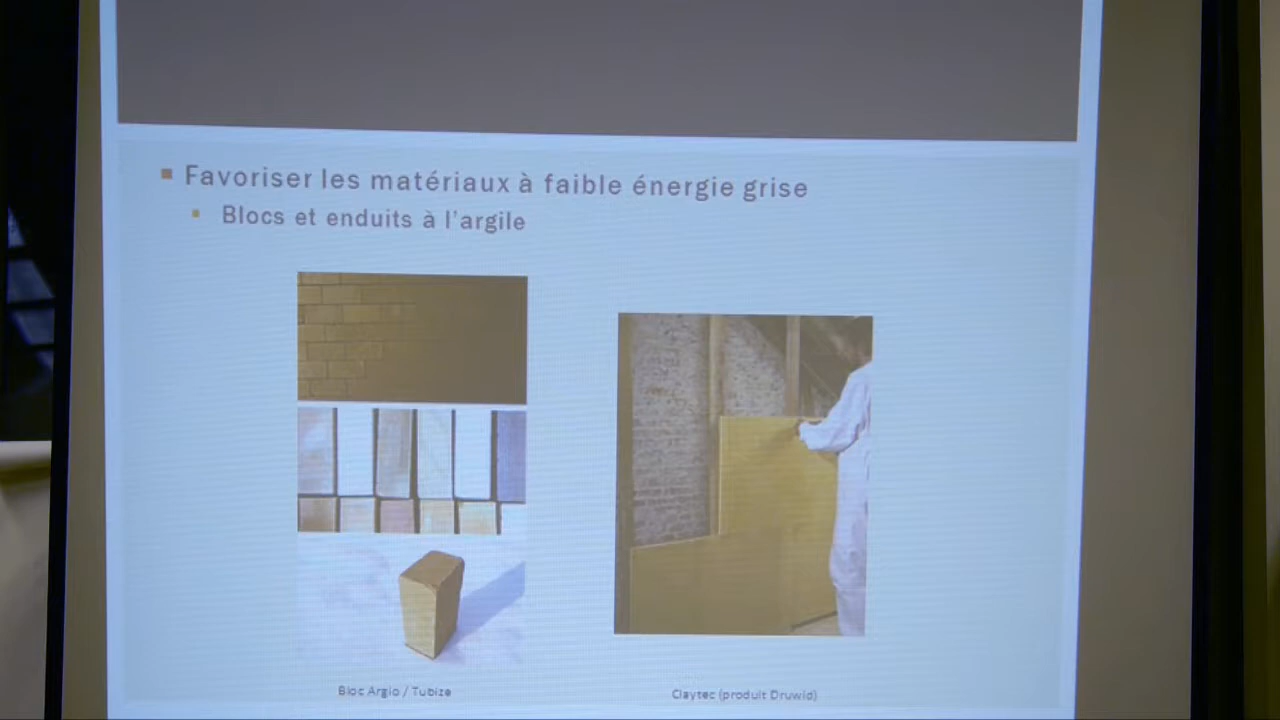 Favoriser les matériaux à faible énergie grise
Blocs et enduits à l'argile
Bloc Argio / Tubize
Claytec (produit Druwid)